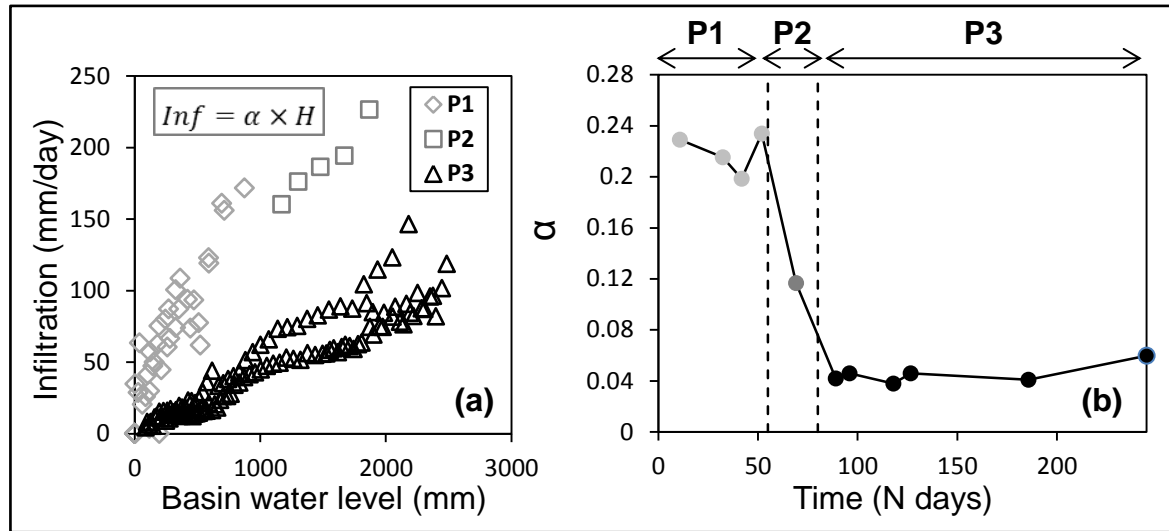 P1 P2 P3
250
200
150
100
50
0
Infiltration (mm/day)
Inf = α × H
P1
P2
P3
(a)
0 1000 2000 3000
Basin water level (mm)
0.28
0.24
0.2
0.16
0.12
0.08
0.04
0
α
(b)
0 50 100 150 200
Time (N days)